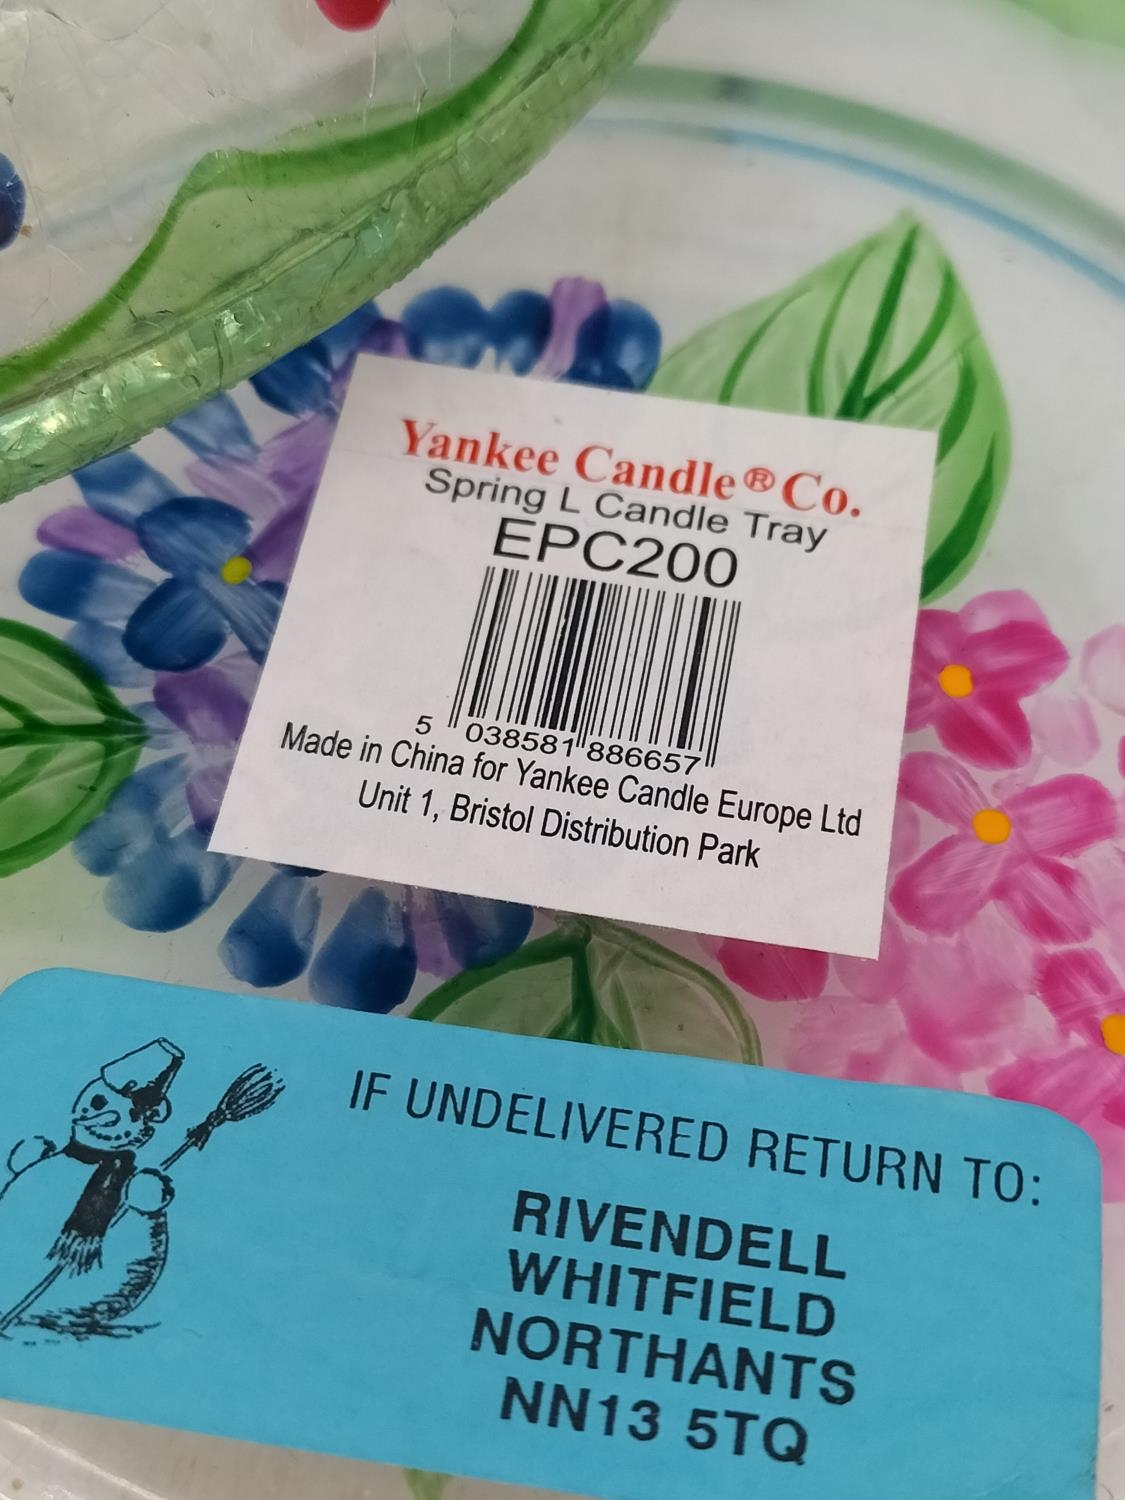 Yankee Candle® Co.
Spring L Candle Tray
EPC200
5 038581 886657
Made in China for Yankee Candle Europe Ltd
Unit 1, Bristol Distribution Park
IF UNDELIVERED RETURN TO:
RIVENDELL
WHITFIELD
NORTHANTS
NN13 5TQ